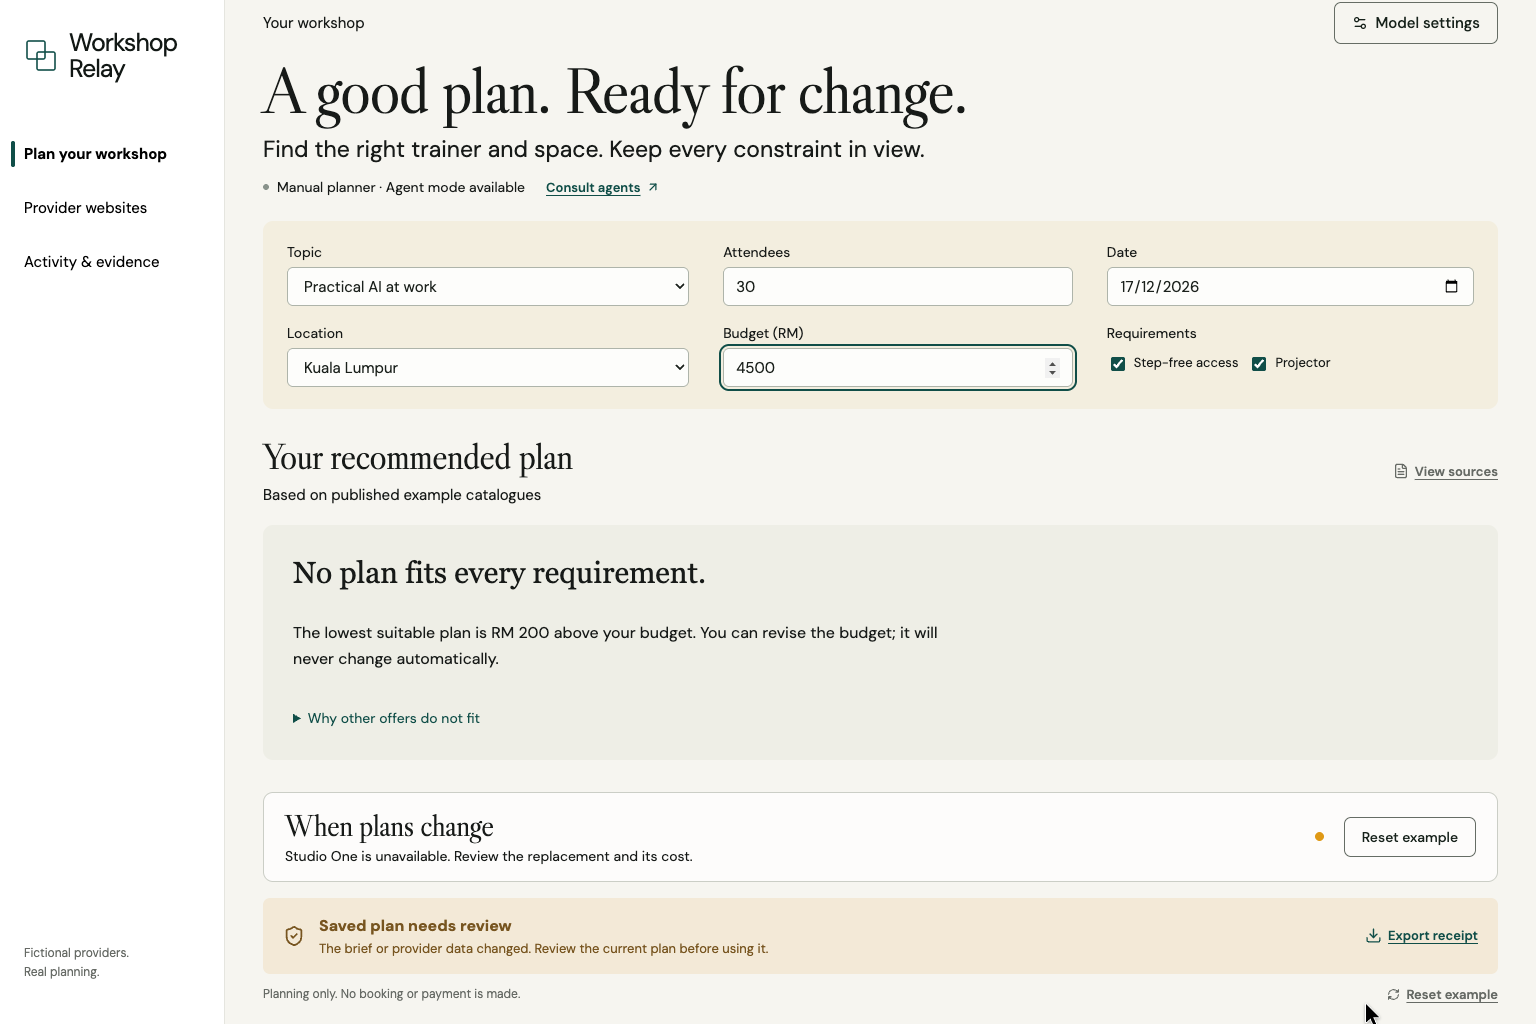 Workshop
Relay
Plan your workshop
Provider websites
Activity & evidence
Fictional providers.
Real planning.
Your workshop
Model settings
A good plan. Ready for change.
Find the right trainer and space. Keep every constraint in view.
Manual planner · Agent mode available Consult agents
Topic
Practical AI at work
Attendees
30
Date
17/12/2026
Location
Kuala Lumpur
Budget (RM)
4500
Requirements
Step-free access Projector
Your recommended plan
View sources
Based on published example catalogues
No plan fits every requirement.
The lowest suitable plan is RM 200 above your budget. You can revise the budget; it will
never change automatically.
Why other offers do not fit
When plans change
Studio One is unavailable. Review the replacement and its cost.
Reset example
Saved plan needs review
The brief or provider data changed. Review the current plan before using it.
Export receipt
Planning only. No booking or payment is made.
Reset example